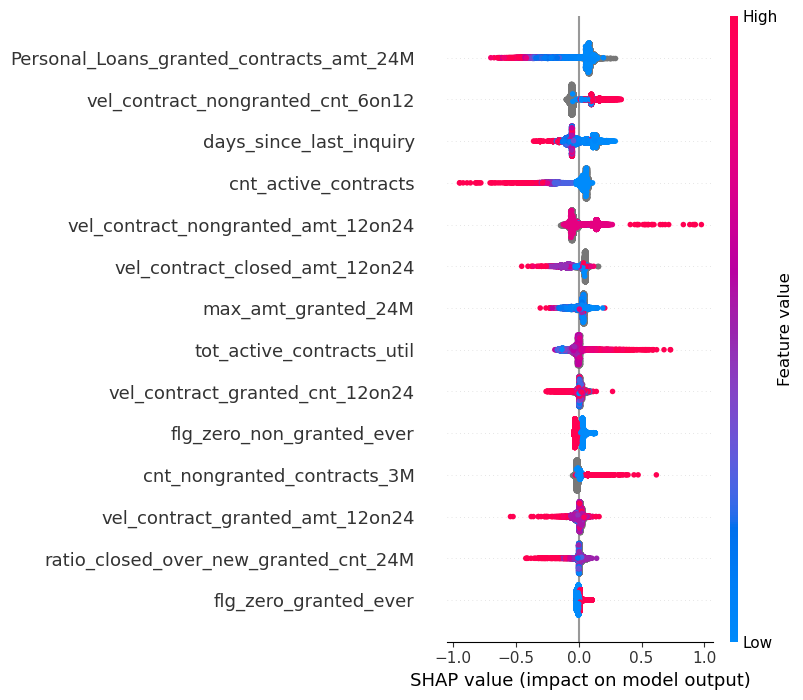 High
Personal_Loans_granted_contracts_amt_24M
vel_contract_nongranted_cnt_6on12
days_since_last_inquiry
cnt_active_contracts
vel_contract_nongranted_amt_12on24
vel_contract_closed_amt_12on24
max_amt_granted_24M
tot_active_contracts_util
vel_contract_granted_cnt_12on24
flg_zero_non_granted_ever
cnt_nongranted_contracts_3M
vel_contract_granted_amt_12on24
ratio_closed_over_new_granted_cnt_24M
flg_zero_granted_ever
Feature value
Low
−1.0 −0.5 0.0 0.5 1.0
SHAP value (impact on model output)